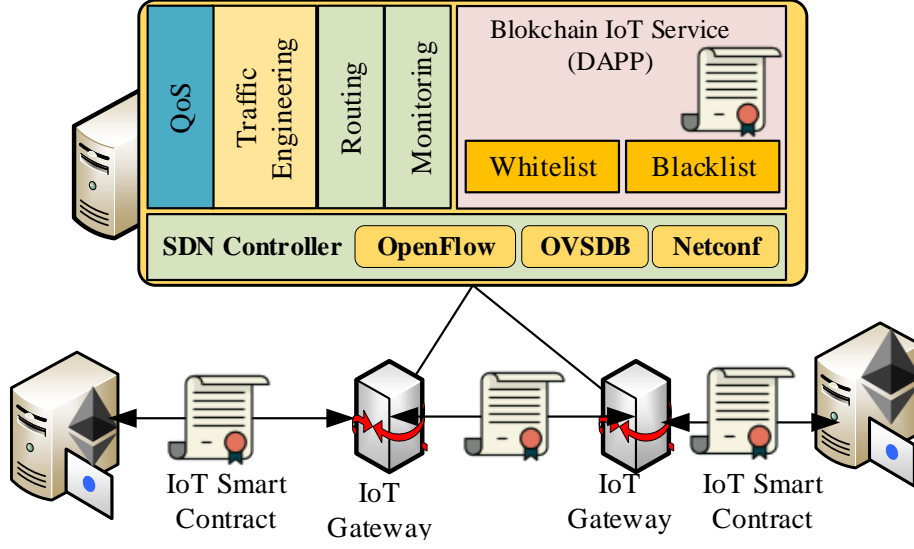 QoS
Traffic
Engineering
Routing
Monitoring
Blokchain IoT Service
(DAPP)
Whitelist
Blacklist
SDN Controller
OpenFlow
OVSDB
Netconf
IoT Smart
Contract
IoT
Gateway
IoT
Gateway
IoT Smart
Contract